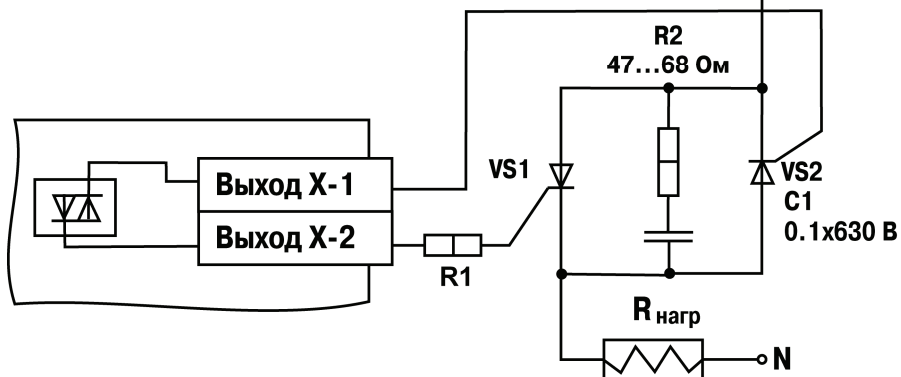 R2
47...68 Ом
VS1
VS2
C1
0.1x630 В
Выход X-1
Выход X-2
R1
R нагр
N